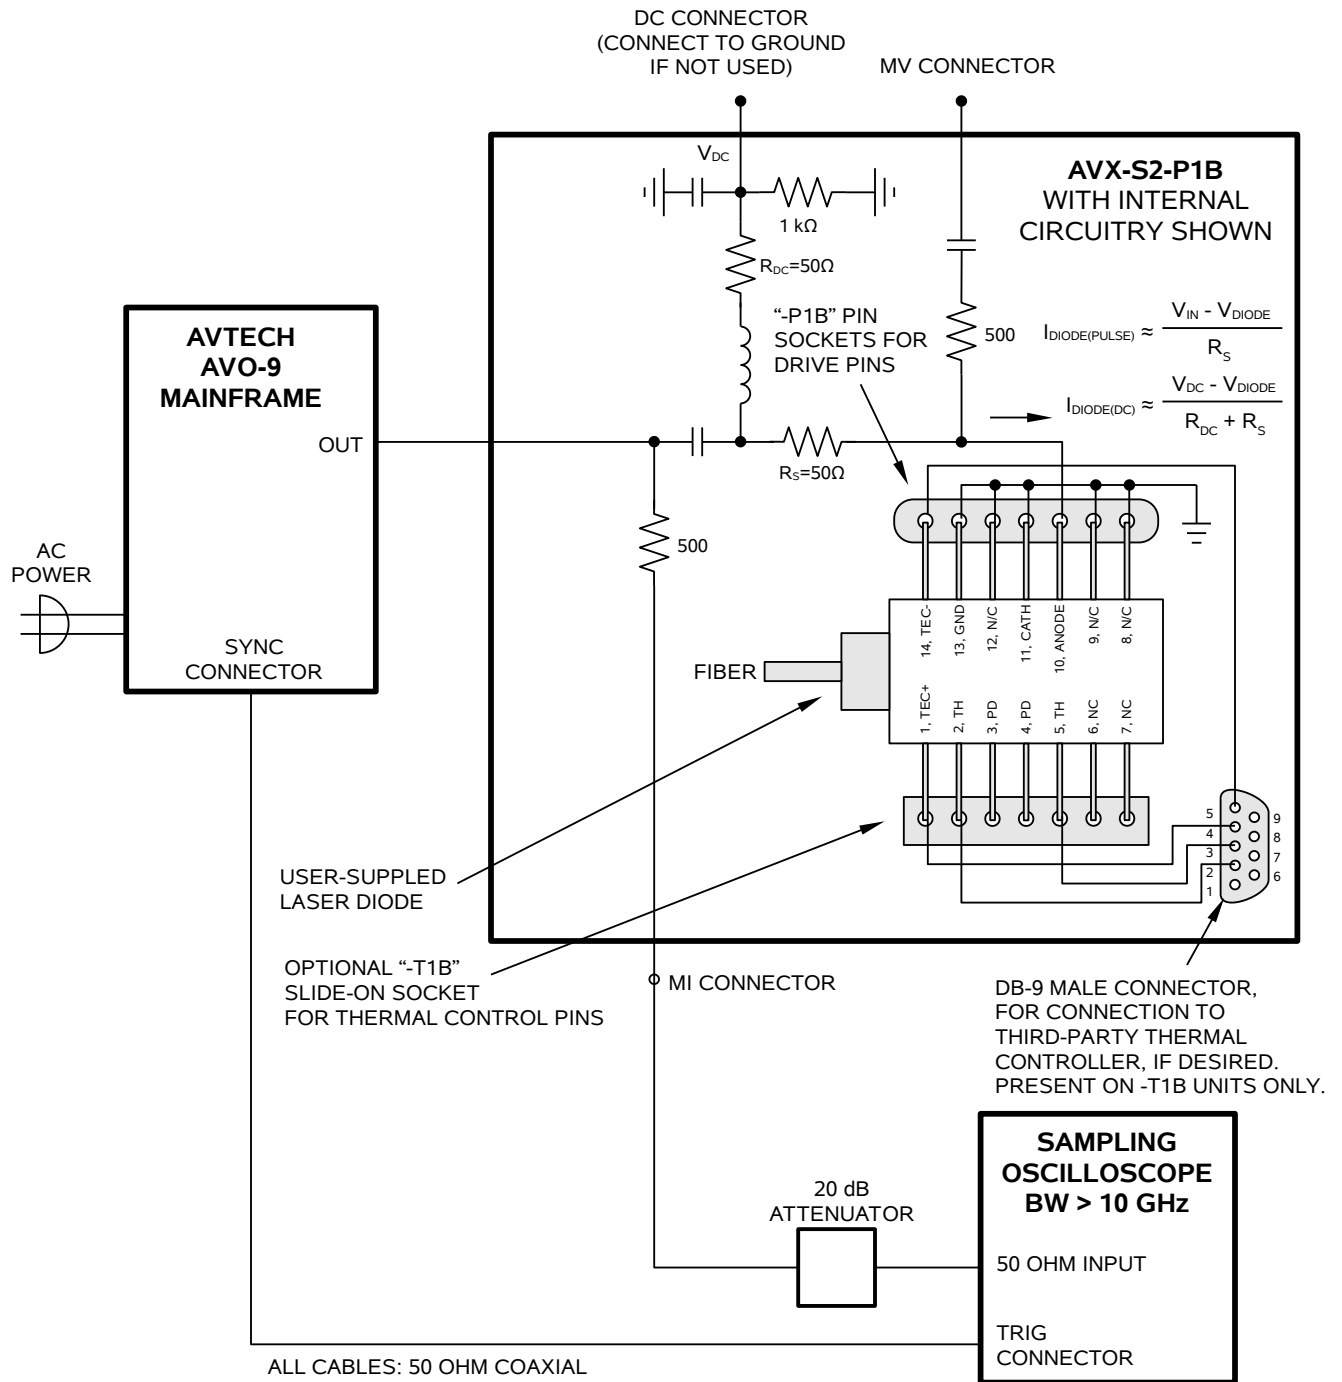 DC CONNECTOR
(CONNECT TO GROUND
IF NOT USED)
MV CONNECTOR
V_DC
1 kΩ
R_DC=50Ω
AVX-S2-P1B
WITH INTERNAL
CIRCUITRY SHOWN
AVTECH
AVO-9
MAINFRAME
OUT
"-P1B" PIN
SOCKETS FOR
DRIVE PINS
500
I_DIODE(PULSE) ≈ V_IN - V_DIODE
R_S
I_DIODE(DC) ≈ V_DC - V_DIODE
R_DC + R_S
R_S=50Ω
500
AC
POWER
SYNC
CONNECTOR
FIBER
14, TEC-
13, GND
12, N/C
11, CATH
10, ANODE
9, N/C
8, N/C
1, TEC+
2, TH
3, PD
4, PD
5, TH
6, NC
7, NC
5
4
3
2
1
9
8
7
6
USER-SUPPLED
LASER DIODE
OPTIONAL "-T1B"
SLIDE-ON SOCKET
FOR THERMAL CONTROL PINS
MI CONNECTOR
DB-9 MALE CONNECTOR,
FOR CONNECTION TO
THIRD-PARTY THERMAL
CONTROLLER, IF DESIRED.
PRESENT ON -T1B UNITS ONLY.
20 dB
ATTENUATOR
SAMPLING
OSCILLOSCOPE
BW > 10 GHz
50 OHM INPUT
TRIG
CONNECTOR
ALL CABLES: 50 OHM COAXIAL